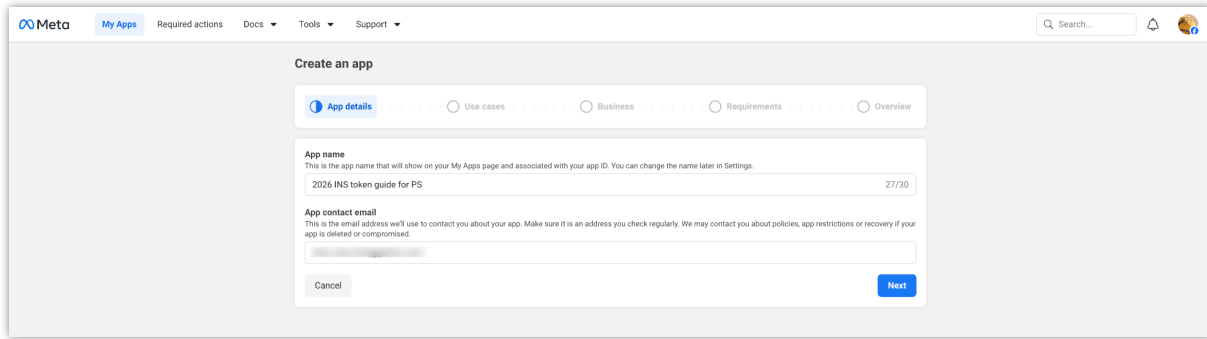 Meta
My Apps
Required actions
Docs
Tools
Support
Search...
Create an app
App details
Use cases
Business
Requirements
Overview
App name
This is the app name that will show on your My Apps page and associated with your app ID. You can change the name later in Settings.
2026 INS token guide for PS
27/30
App contact email
This is the email address we'll use to contact you about your app. Make sure it is an address you check regularly. We may contact you about policies, app restrictions or recovery if your
app is deleted or compromised.
Cancel
Next